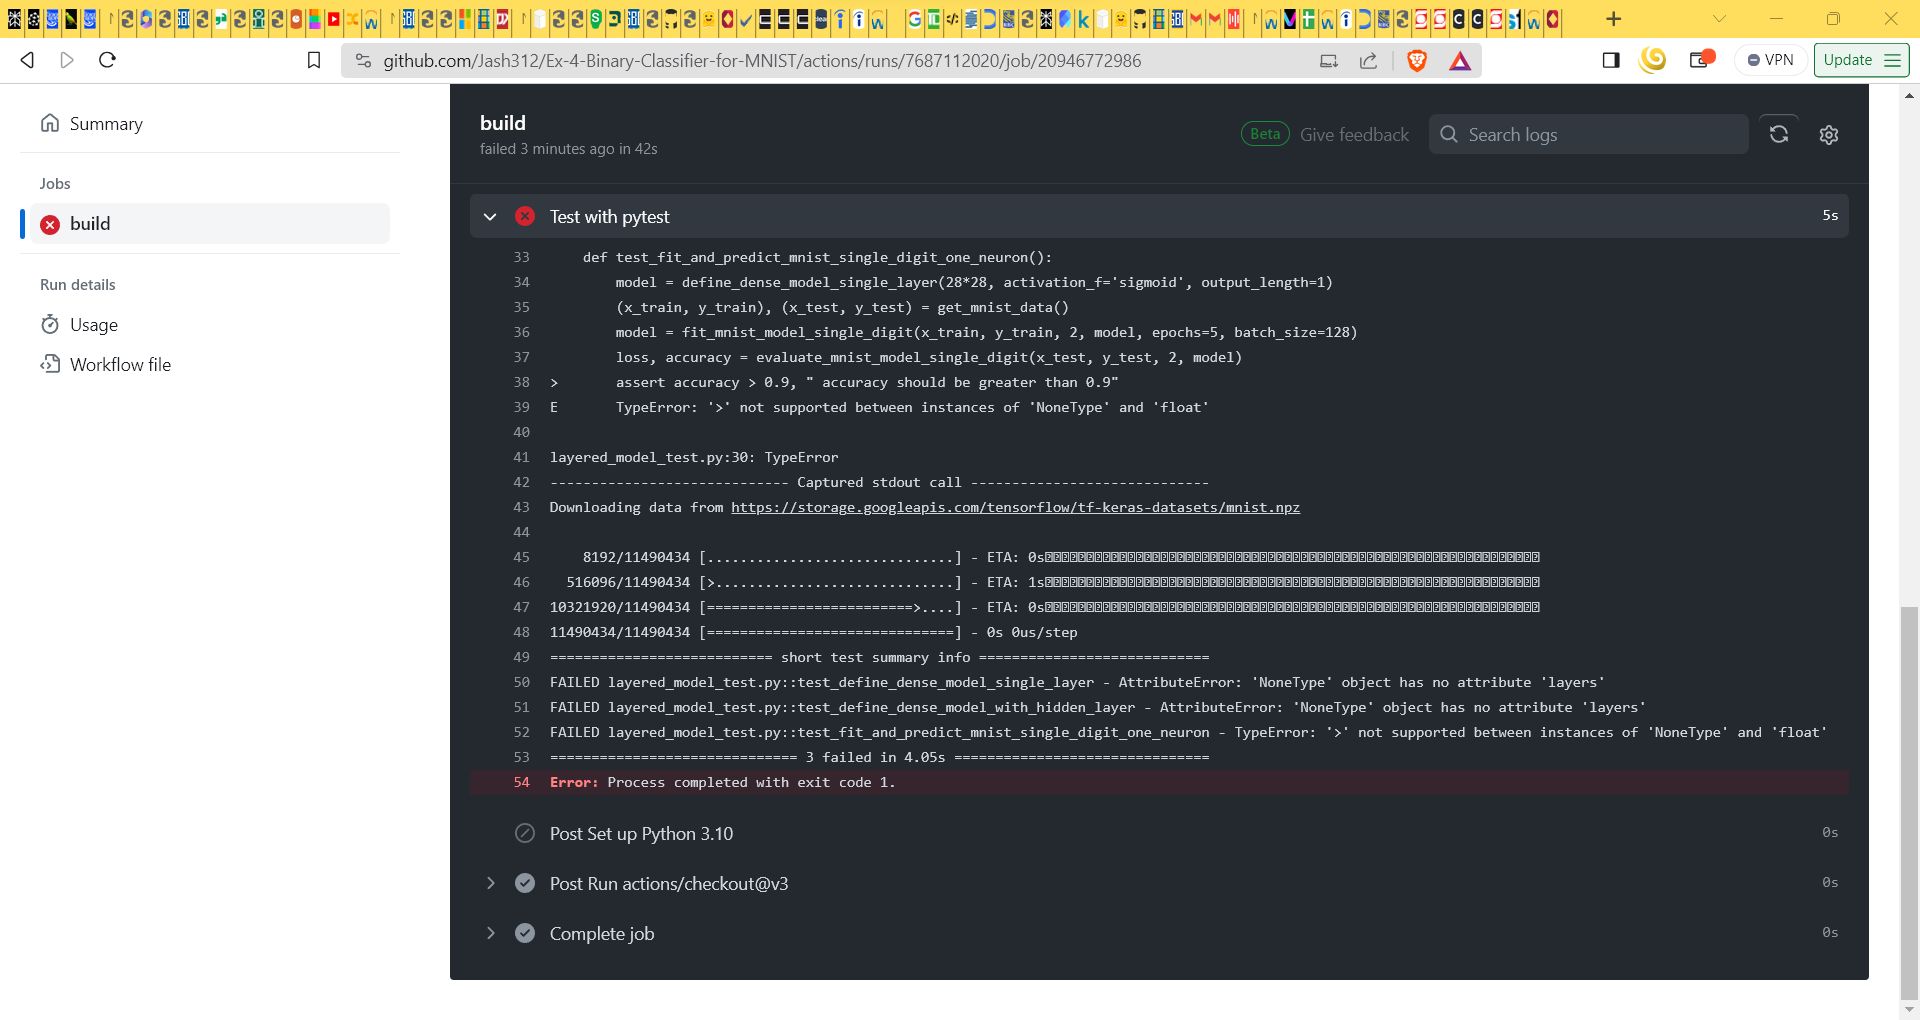 github.com/Jash312/Ex-4-Binary-Classifier-for-MNIST/actions/runs/7687112020/job/20946772986
VPN
Update
Summary
Jobs
build
Run details
Usage
Workflow file
build
failed 3 minutes ago in 42s
Beta Give feedback
Search logs
Test with pytest
5s
33 def test_fit_and_predict_mnist_single_digit_one_neuron():
34 model = define_dense_model_single_layer(28*28, activation_f='sigmoid', output_length=1)
35 (x_train, y_train), (x_test, y_test) = get_mnist_data()
36 model = fit_mnist_model_single_digit(x_train, y_train, 2, model, epochs=5, batch_size=128)
37 loss, accuracy = evaluate_mnist_model_single_digit(x_test, y_test, 2, model)
38 > assert accuracy > 0.9, " accuracy should be greater than 0.9"
39 E TypeError: '>' not supported between instances of 'NoneType' and 'float'
40
41 layered_model_test.py:30: TypeError
42 ----------------------------- Captured stdout call -----------------------------
43 Downloading data from https://storage.googleapis.com/tensorflow/tf-keras-datasets/mnist.npz
44
45 8192/11490434 [..............................] - ETA: 0s
46 516096/11490434 [>.............................] - ETA: 1s
47 10321920/11490434 [=========================>....] - ETA: 0s
48 11490434/11490434 [==============================] - 0s 0us/step
49 =========================== short test summary info ============================
50 FAILED layered_model_test.py::test_define_dense_model_single_layer - AttributeError: 'NoneType' object has no attribute 'layers'
51 FAILED layered_model_test.py::test_define_dense_model_with_hidden_layer - AttributeError: 'NoneType' object has no attribute 'layers'
52 FAILED layered_model_test.py::test_fit_and_predict_mnist_single_digit_one_neuron - TypeError: '>' not supported between instances of 'NoneType' and 'float'
53 ============================== 3 failed in 4.05s ===============================
54 Error: Process completed with exit code 1.
Post Set up Python 3.10
0s
Post Run actions/checkout@v3
0s
Complete job
0s